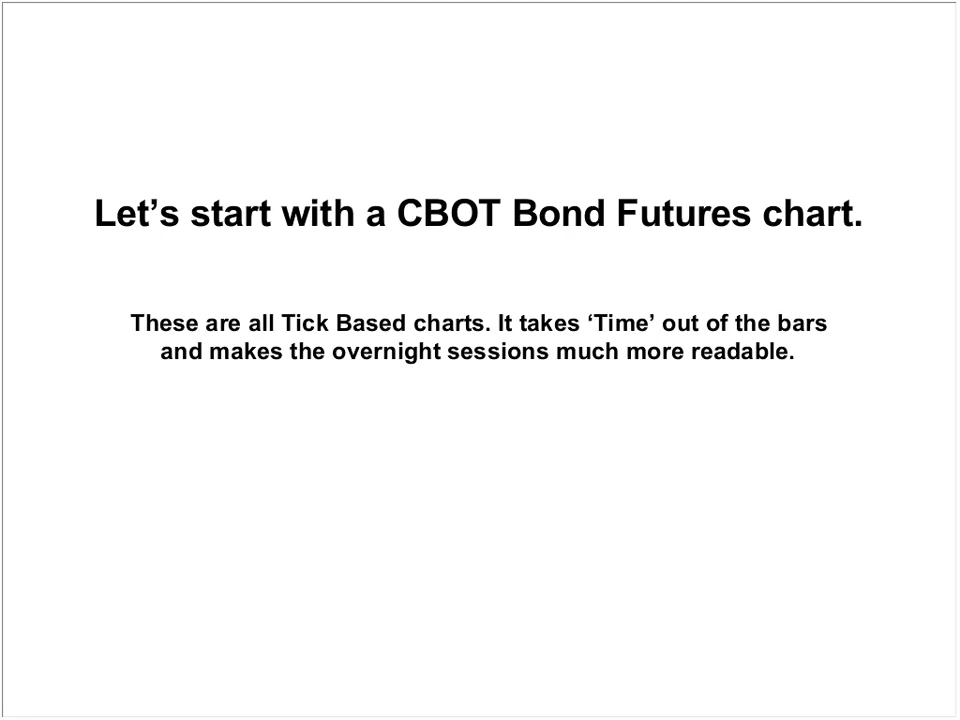 Let’s start with a CBOT Bond Futures chart.
These are all Tick Based charts. It takes ‘Time’ out of the bars
and makes the overnight sessions much more readable.